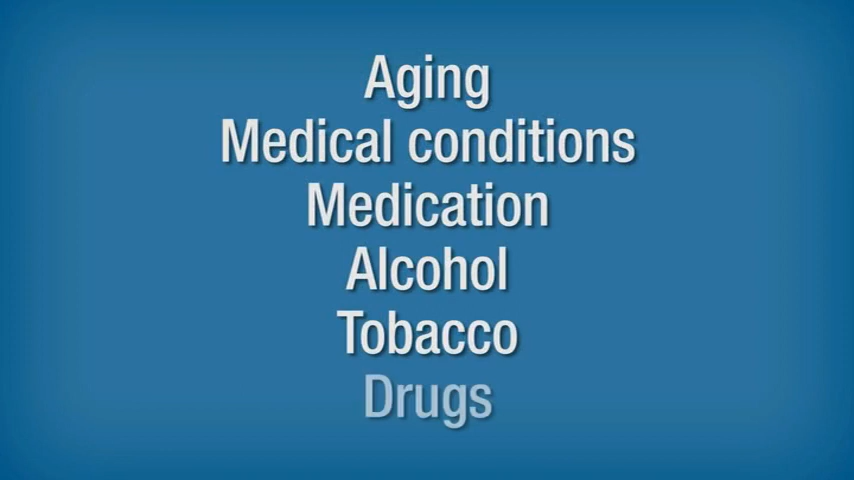 Aging
Medical conditions
Medication
Alcohol
Tobacco
Drugs